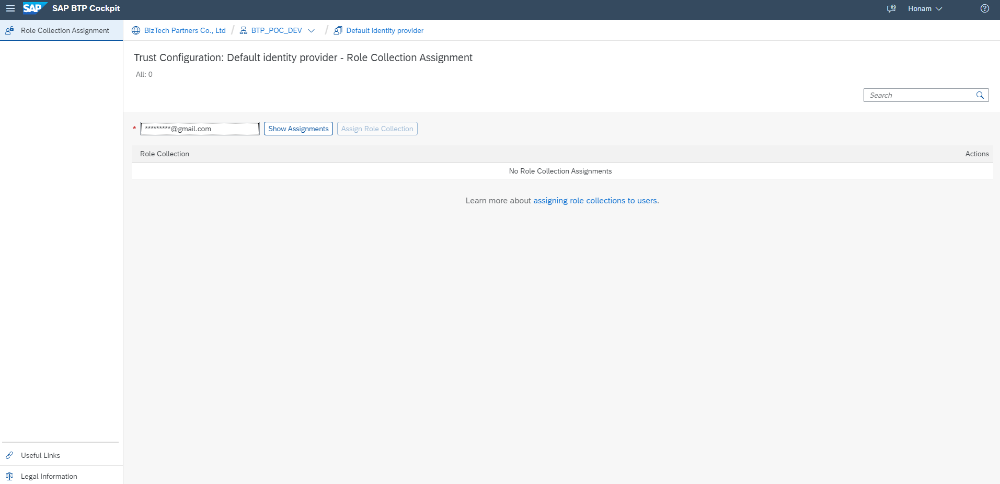 SAP SAP BTP Cockpit Honam
Role Collection Assignment
BizTech Partners Co., Ltd / BTP_POC_DEV / Default identity provider
Trust Configuration: Default identity provider - Role Collection Assignment
All: 0
Search
* *********@gmail.com Show Assignments Assign Role Collection
Role Collection Actions
No Role Collection Assignments
Learn more about assigning role collections to users.
Useful Links
Legal Information